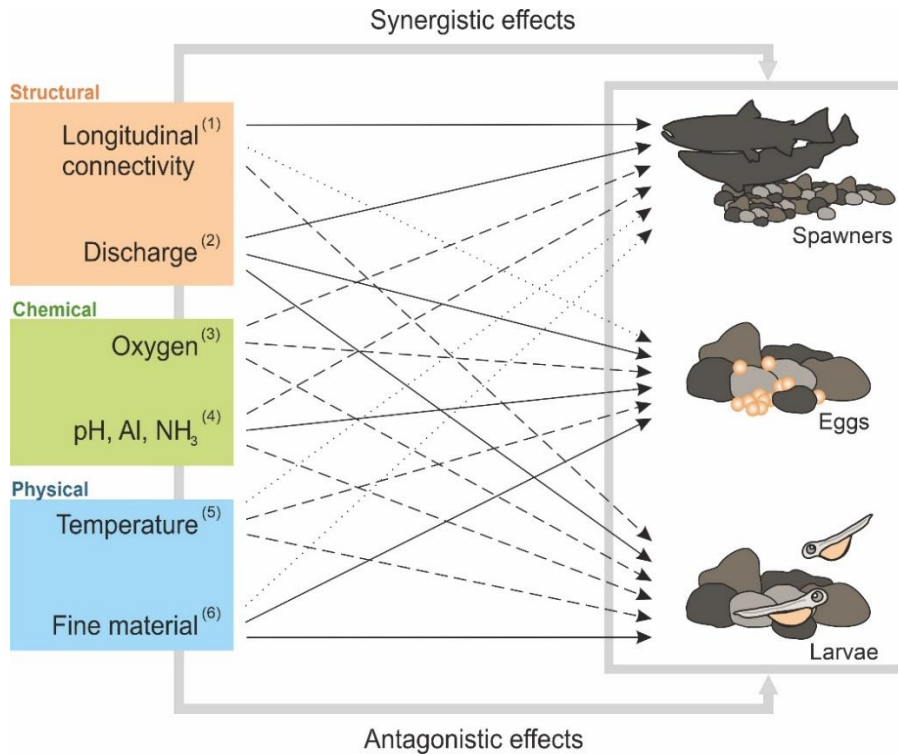 Synergistic effects
Structural
Longitudinal (1)
connectivity
Discharge (2)
Chemical
Oxygen (3)
pH, Al, NH₃ (4)
Physical
Temperature (5)
Fine material (6)
Spawners
Eggs
Larvae
Antagonistic effects